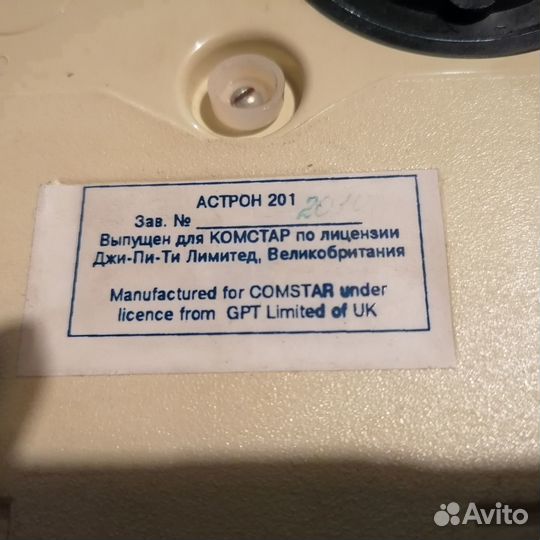 АСТРОН 201
Зав. №
Выпущен для КОМСТАР по лицензии
Джи-Пи-Ти Лимитед, Великобритания
Manufactured for COMSTAR under
licence from GPT Limited of UK
Avito